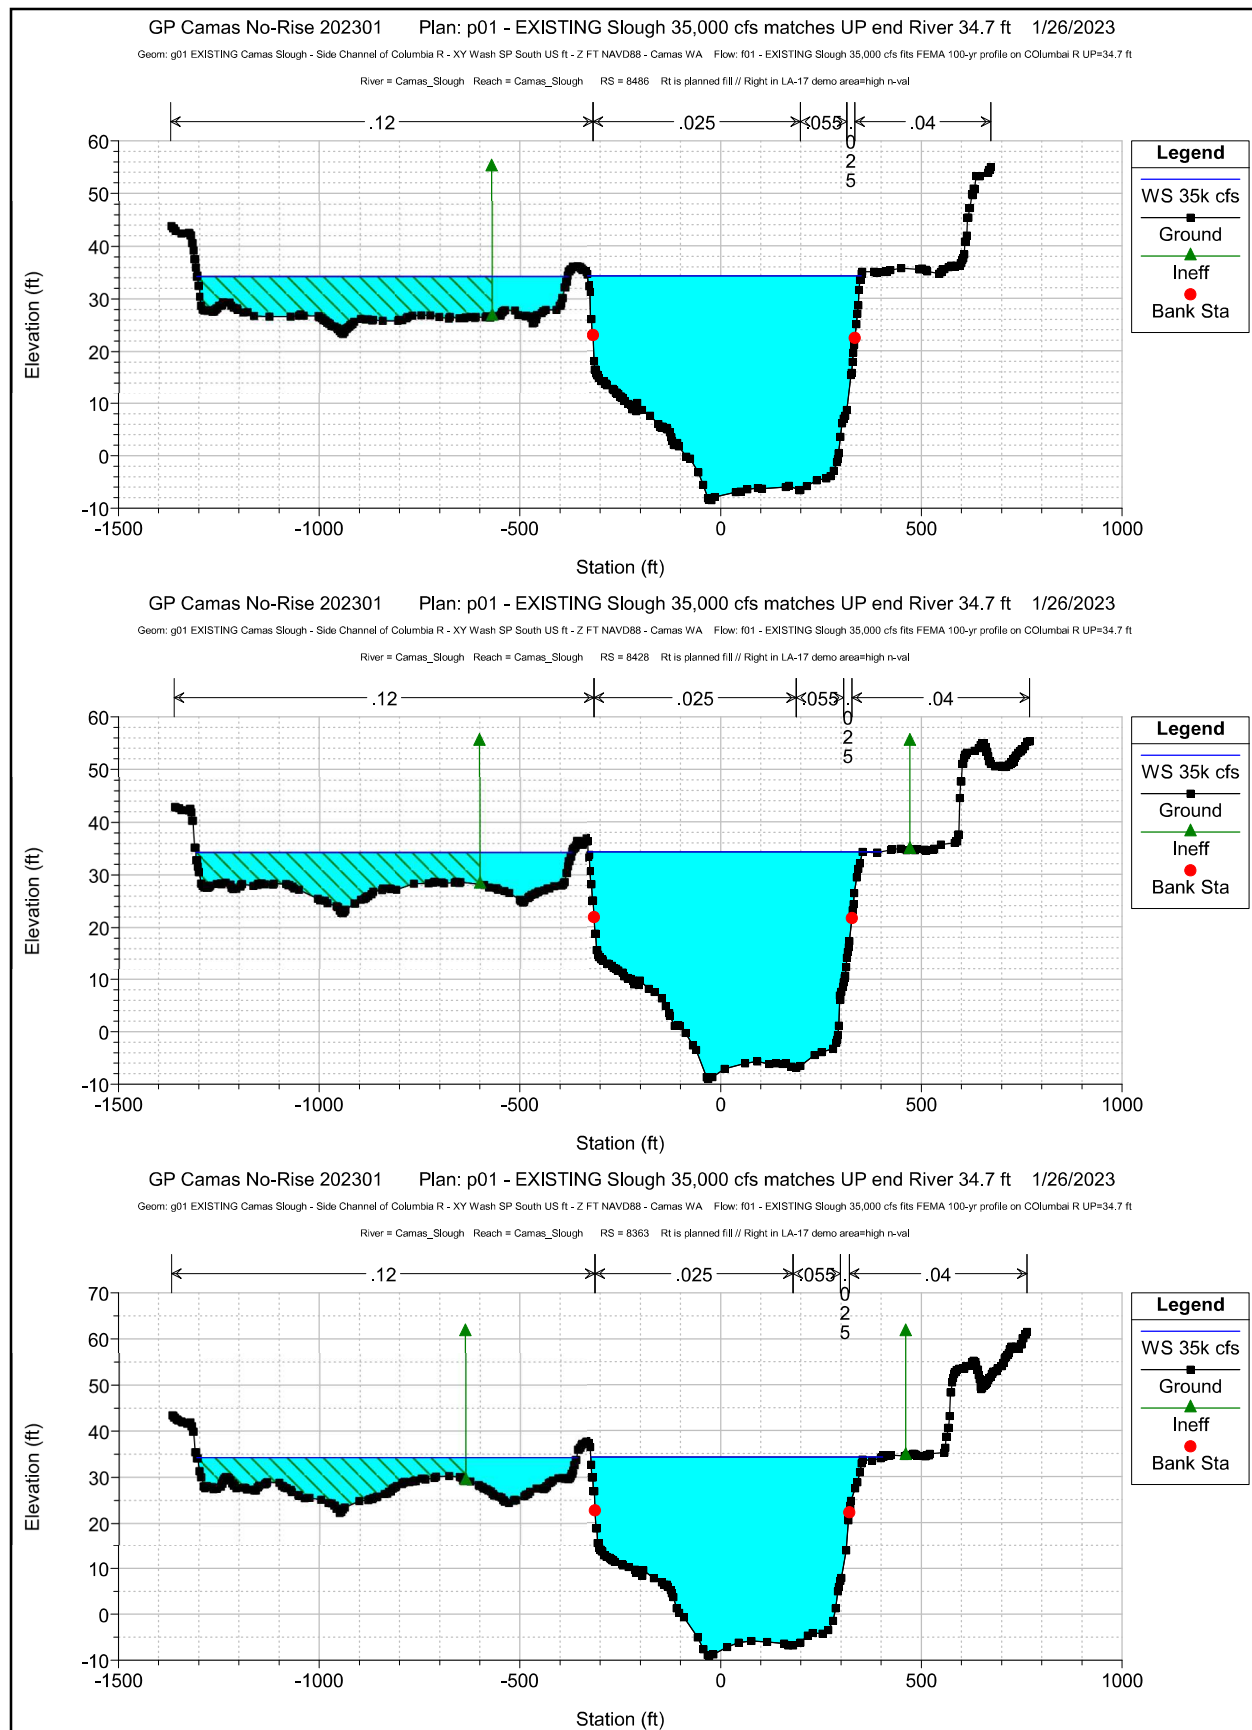 GP Camas No-Rise 202301 Plan: p01 - EXISTING Slough 35,000 cfs matches UP end River 34.7 ft 1/26/2023
Geom: g01 EXISTING Camas Slough - Side Channel of Columbia R - XY Wash SP South US ft - Z FT NAVD88 - Camas WA Flow: f01 - EXISTING Slough 35,000 cfs fits FEMA 100-yr profile on COlumbai R UP=34.7 ft
River = Camas_Slough Reach = Camas_Slough RS = 8486 Rt is planned fill // Right in LA-17 demo area=high n-val
.12 .025 .055 .025 .04
60
50
40
30
20
10
0
-10
Elevation (ft)
-1500 -1000 -500 0 500 1000
Station (ft)
Legend
WS 35k cfs
Ground
Ineff
Bank Sta
GP Camas No-Rise 202301 Plan: p01 - EXISTING Slough 35,000 cfs matches UP end River 34.7 ft 1/26/2023
Geom: g01 EXISTING Camas Slough - Side Channel of Columbia R - XY Wash SP South US ft - Z FT NAVD88 - Camas WA Flow: f01 - EXISTING Slough 35,000 cfs fits FEMA 100-yr profile on COlumbai R UP=34.7 ft
River = Camas_Slough Reach = Camas_Slough RS = 8428 Rt is planned fill // Right in LA-17 demo area=high n-val
.12 .025 .055 .025 .04
60
50
40
30
20
10
0
-10
Elevation (ft)
-1500 -1000 -500 0 500 1000
Station (ft)
Legend
WS 35k cfs
Ground
Ineff
Bank Sta
GP Camas No-Rise 202301 Plan: p01 - EXISTING Slough 35,000 cfs matches UP end River 34.7 ft 1/26/2023
Geom: g01 EXISTING Camas Slough - Side Channel of Columbia R - XY Wash SP South US ft - Z FT NAVD88 - Camas WA Flow: f01 - EXISTING Slough 35,000 cfs fits FEMA 100-yr profile on COlumbai R UP=34.7 ft
River = Camas_Slough Reach = Camas_Slough RS = 8363 Rt is planned fill // Right in LA-17 demo area=high n-val
.12 .025 .055 .025 .04
70
60
50
40
30
20
10
0
-10
Elevation (ft)
-1500 -1000 -500 0 500 1000
Station (ft)
Legend
WS 35k cfs
Ground
Ineff
Bank Sta